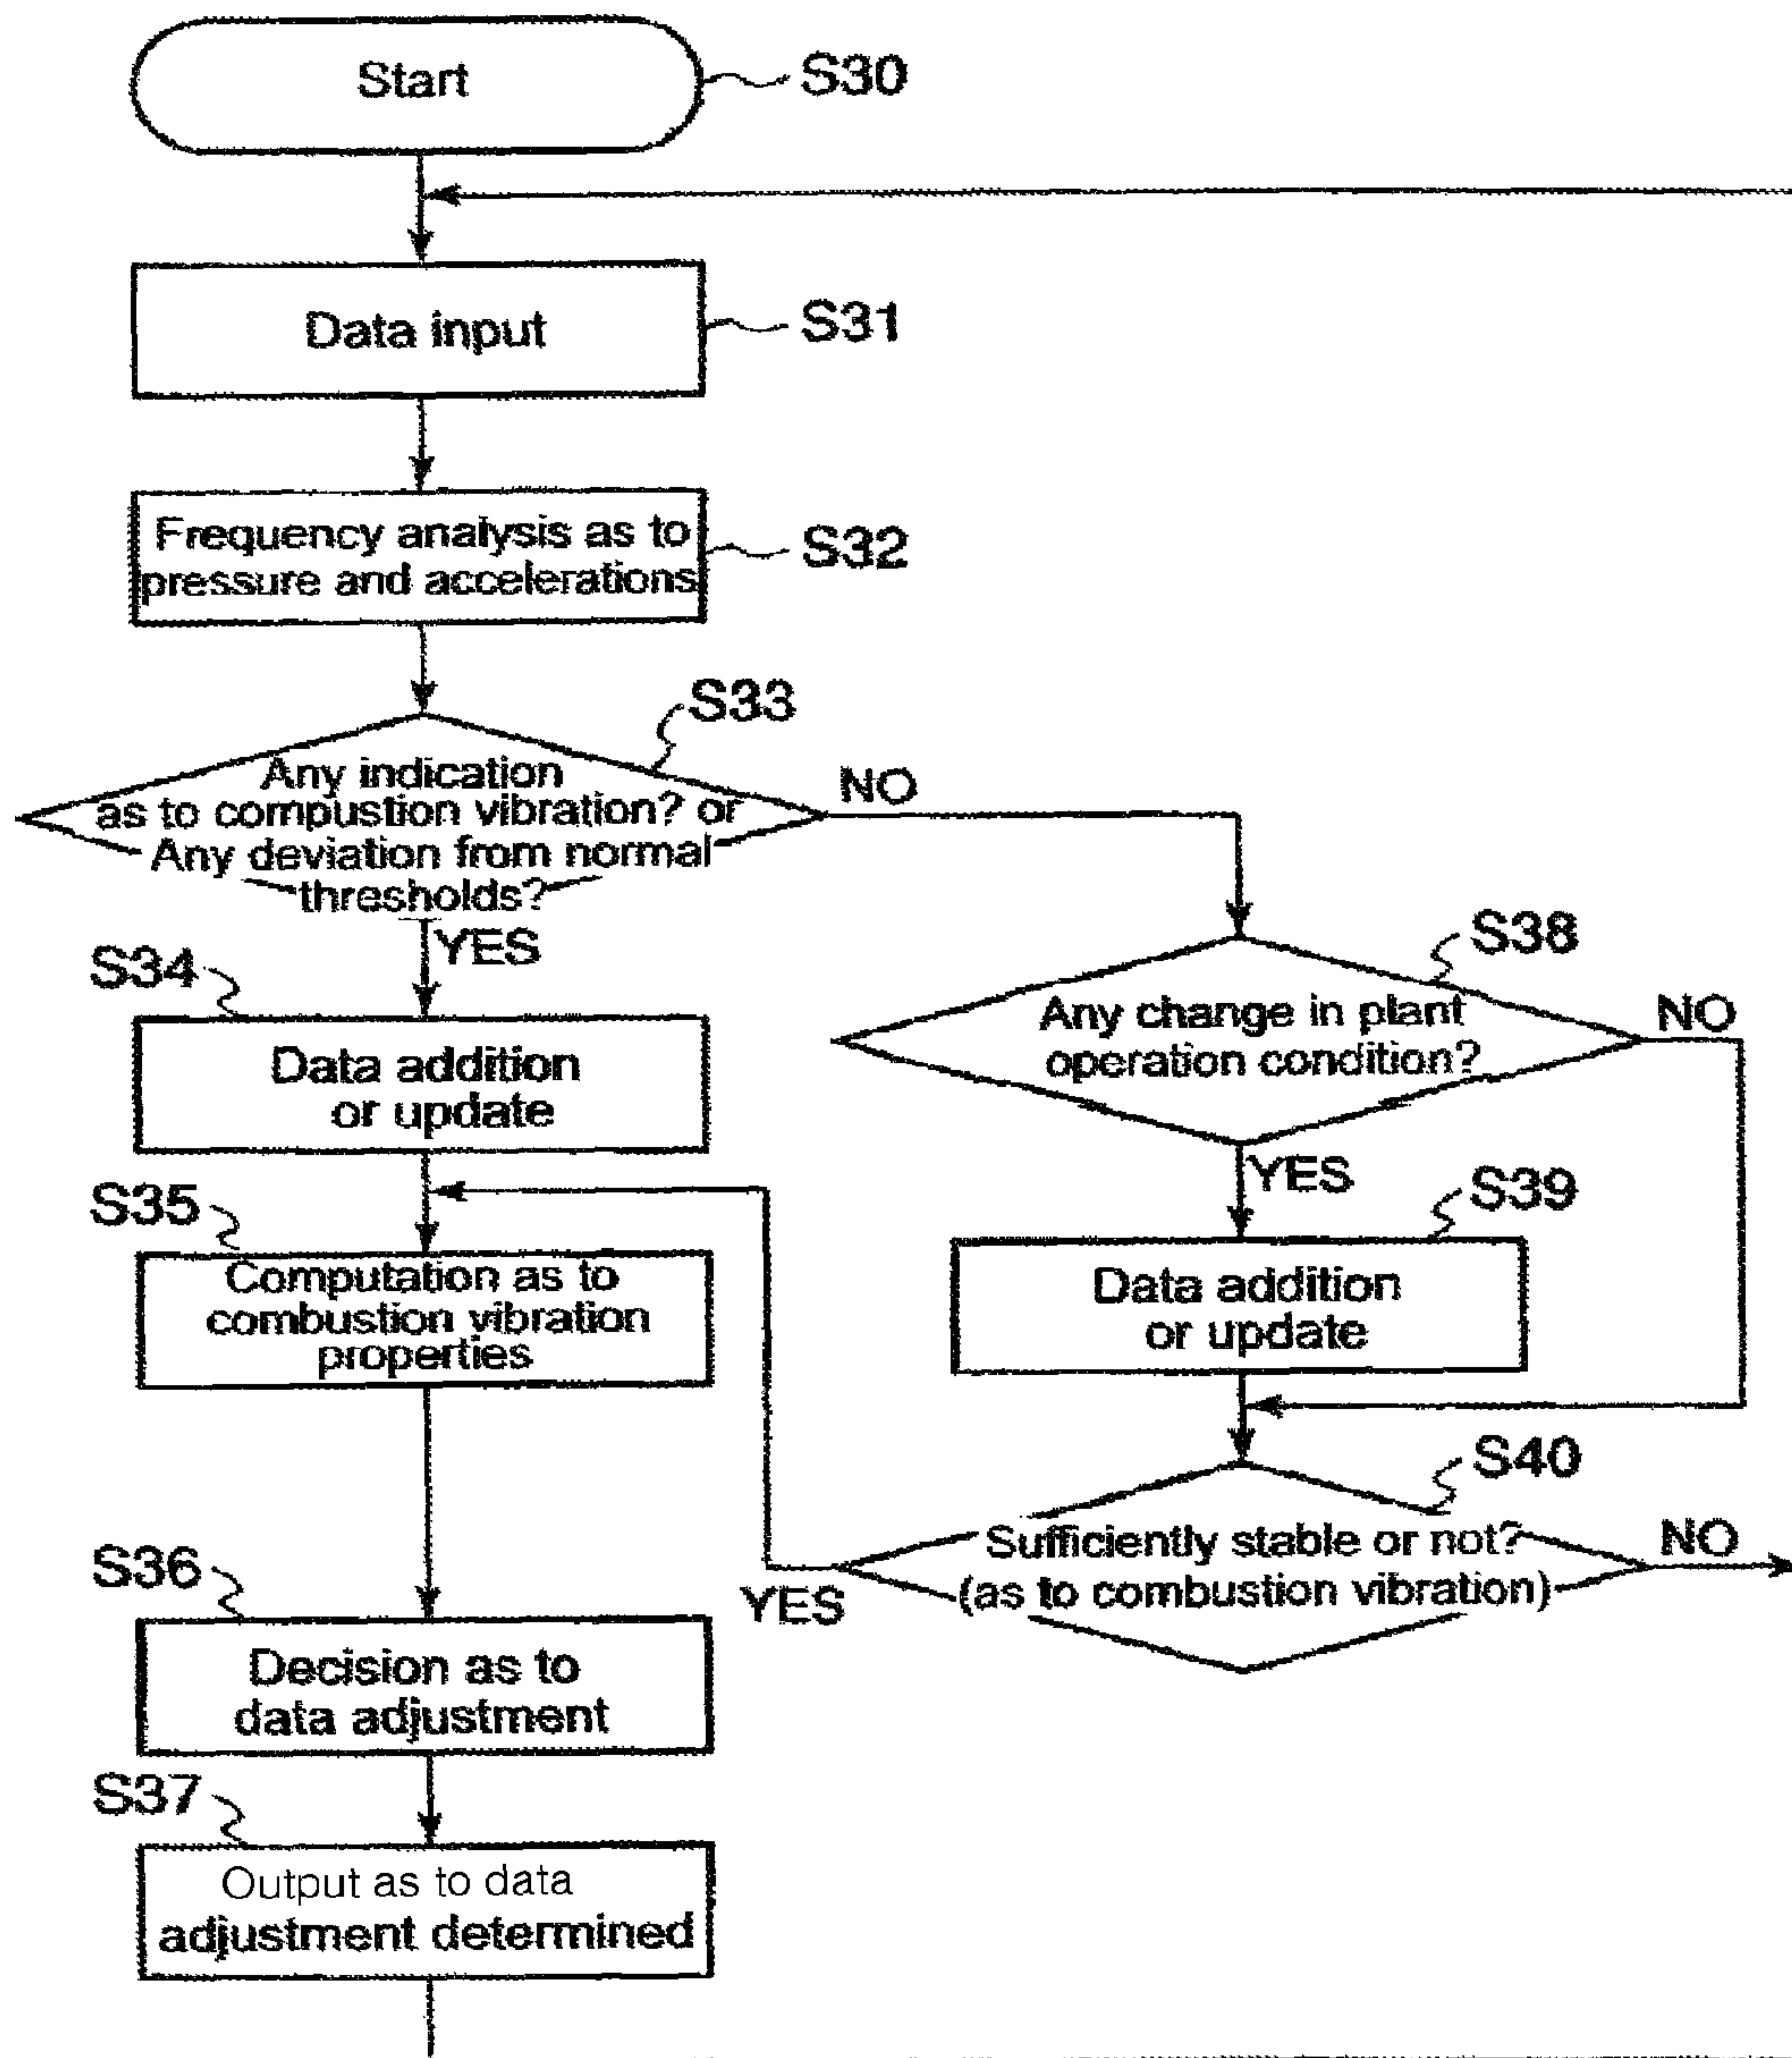 Start
S30
Data input
S31
Frequency analysis as to
pressure and accelerations
S32
S33
Any indication
as to compustion vibration? or
Any deviation from normal
thresholds?
NO
YES
S34
Data addition
or update
S38
Any change in plant
operation condition?
NO
YES
S39
Data addition
or update
S35
Computation as to
combustion vibration
properties
S40
Sufficiently stable or not?
(as to combustion vibration)
NO
YES
S36
Decision as to
data adjustment
S37
Output as to data
adjustment determined